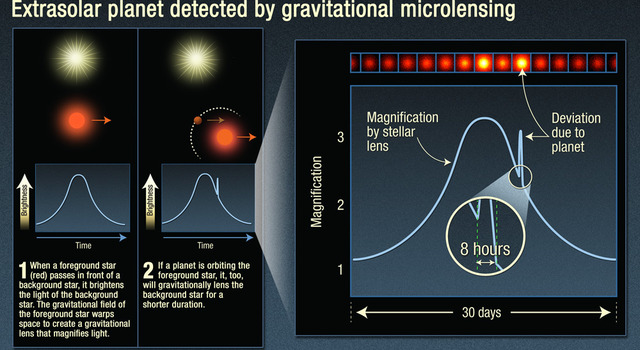 Extrasolar planet detected by gravitational microlensing
Brightness
Time
1 When a foreground star
(red) passes in front of a
background star, it brightens
the light of the background
star. The gravitational field of
the foreground star warps
space to create a gravitational
lens that magnifies light.
Brightness
Time
2 If a planet is orbiting the
foreground star, it, too,
will gravitationally lens the
background star for a
shorter duration.
Magnification
by stellar
lens
Deviation
due to
planet
Magnification
3
2
1
8 hours
30 days